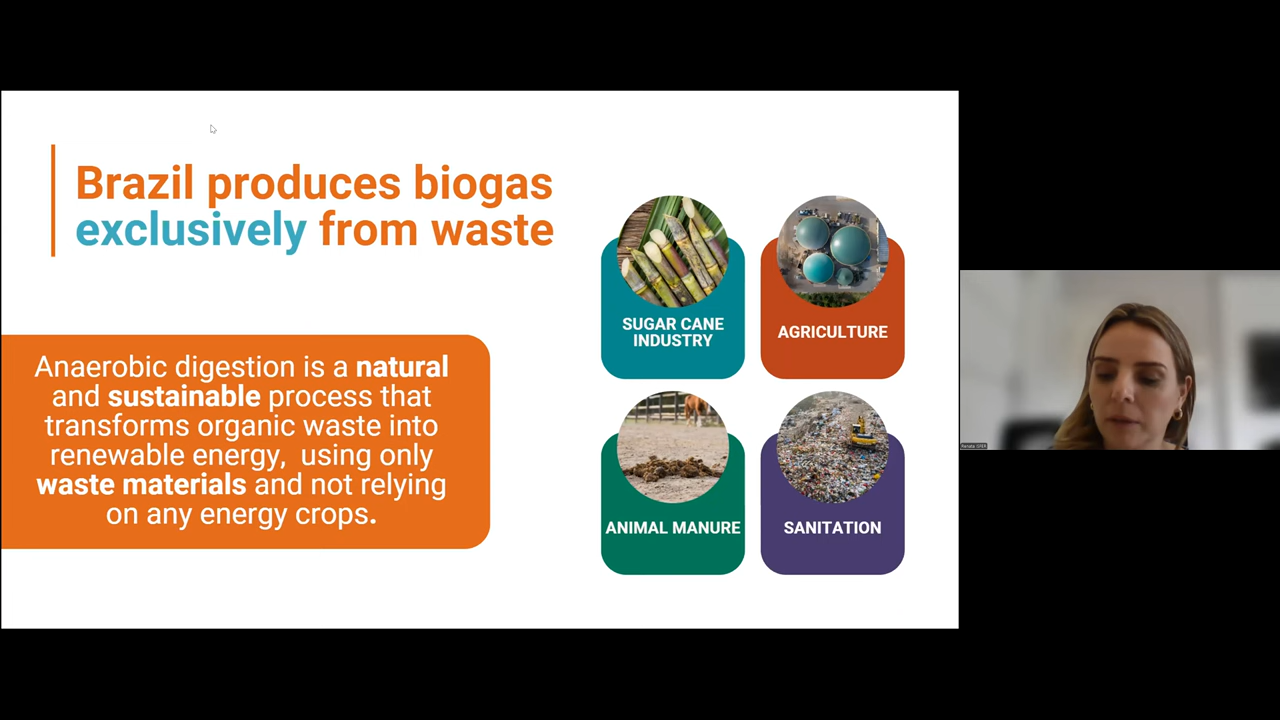 Brazil produces biogas
exclusively from waste
Anaerobic digestion is a natural
and sustainable process that
transforms organic waste into
renewable energy, using only
waste materials and not relying
on any energy crops.
SUGAR CANE
INDUSTRY
AGRICULTURE
ANIMAL MANURE
SANITATION